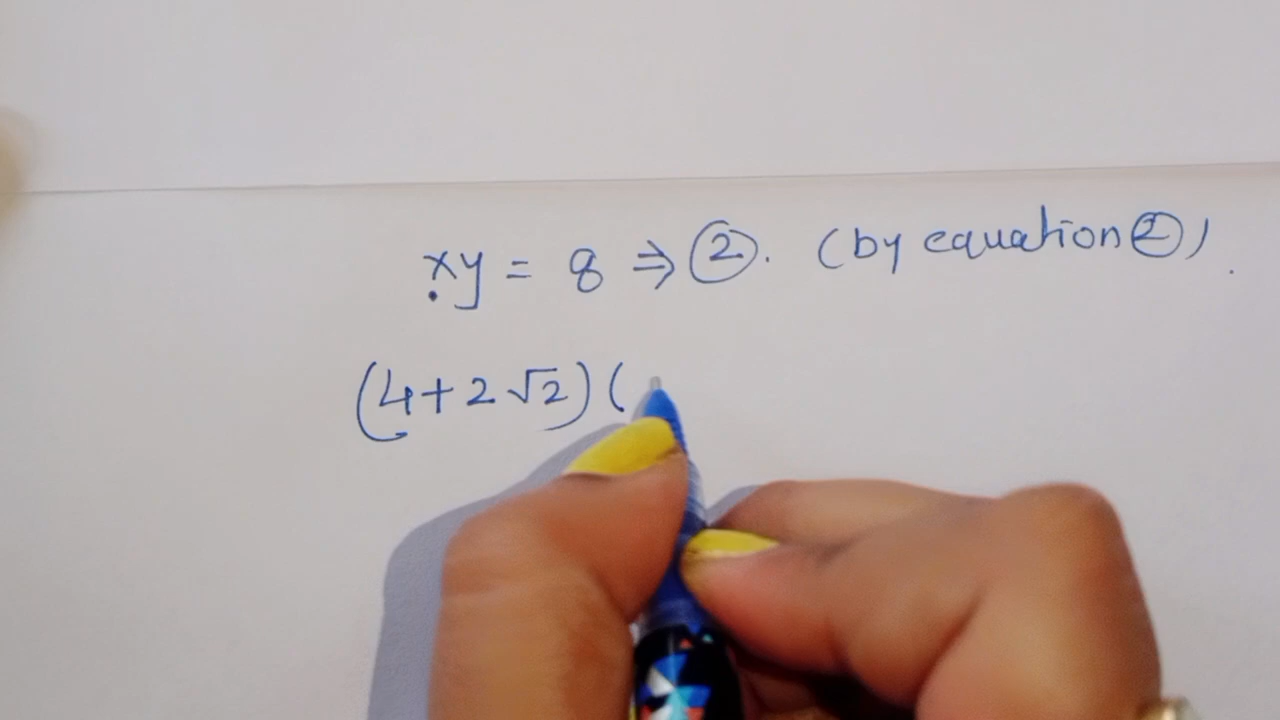 xy = 8 ⇒ ②. (by equation ②).
(4+2√2)(